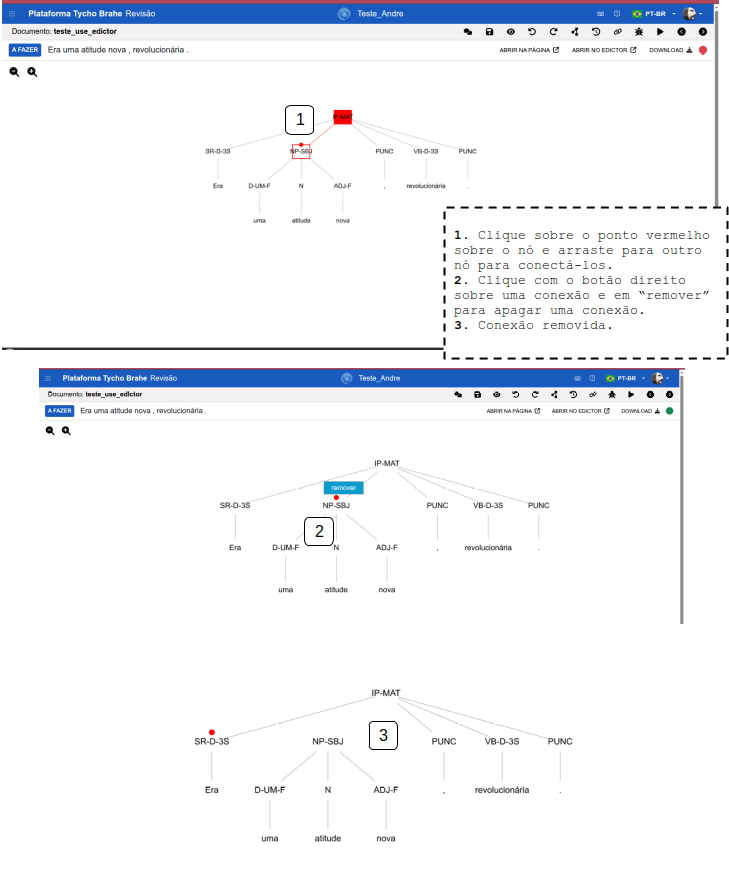 Plataforma Tycho Brahe Revisão
Teste_Andre
PT-BR
Documento: teste_use_edictor
A FAZER Era uma atitude nova , revolucionária .
ABRIR NA PÁGINA ABRIR NO EDICTOR DOWNLOAD
1
IP-MAT
SR-D-3S NP-SBJ PUNC VB-D-3S PUNC
Era D-UM-F N ADJ-F , revolucionária .
uma atitude nova
1. Clique sobre o ponto vermelho
sobre o nó e arraste para outro
nó para conectá-los.
2. Clique com o botão direito
sobre uma conexão e em “remover”
para apagar uma conexão.
3. Conexão removida.
Plataforma Tycho Brahe Revisão
Teste_Andre
PT-BR
Documento: teste_use_edictor
A FAZER Era uma atitude nova , revolucionária .
ABRIR NA PÁGINA ABRIR NO EDICTOR DOWNLOAD
IP-MAT
remover
SR-D-3S NP-SBJ PUNC VB-D-3S PUNC
2
Era D-UM-F N ADJ-F , revolucionária .
uma atitude nova
IP-MAT
3
SR-D-3S NP-SBJ PUNC VB-D-3S PUNC
Era D-UM-F N ADJ-F , revolucionária .
uma atitude nova